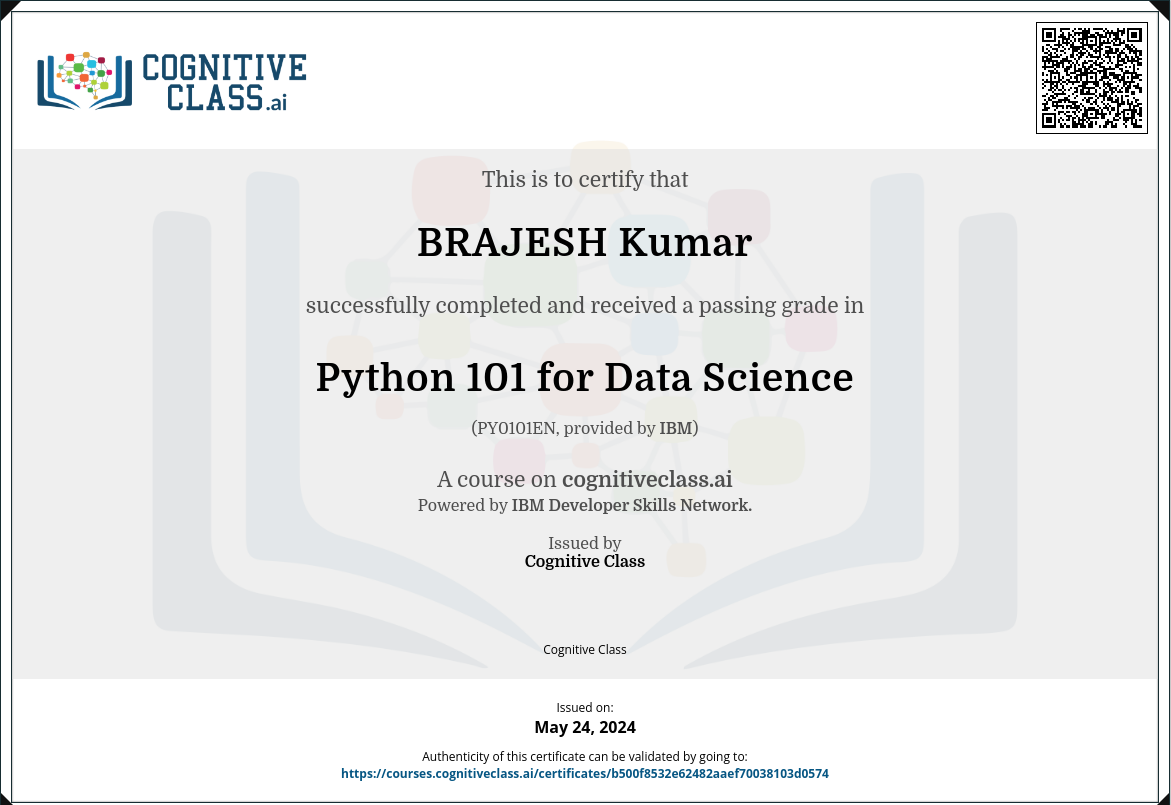 COGNITIVE
CLASS.ai
This is to certify that
BRAJESH Kumar
successfully completed and received a passing grade in
Python 101 for Data Science
(PY0101EN, provided by IBM)
A course on cognitiveclass.ai
Powered by IBM Developer Skills Network.
Issued by
Cognitive Class
Cognitive Class
Issued on:
May 24, 2024
Authenticity of this certificate can be validated by going to:
https://courses.cognitiveclass.ai/certificates/b500f8532e62482aaef70038103d0574